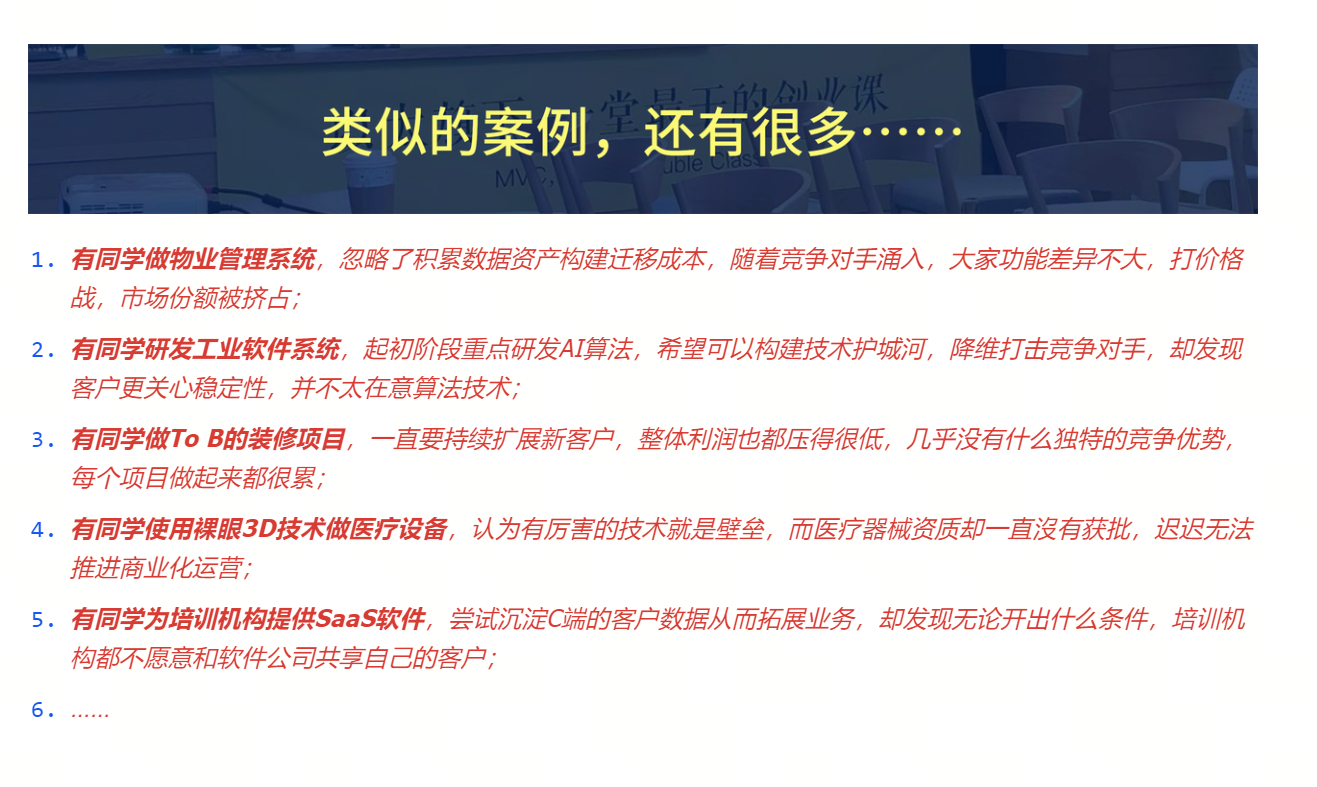 类似的案例，还有很多……
堂最干的创业课
MVC,
uble Class
1. 有同学做物业管理系统，忽略了积累数据资产构建迁移成本，随着竞争对手涌入，大家功能差异不大，打价格
战，市场份额被挤占；
2. 有同学研发工业软件系统，起初阶段重点研发AI算法，希望可以构建技术护城河，降维打击竞争对手，却发现
客户更关心稳定性，并不太在意算法技术；
3. 有同学做To B的装修项目，一直要持续扩展新客户，整体利润也都压得很低，几乎没有什么独特的竞争优势，
每个项目做起来都很累；
4. 有同学使用裸眼3D技术做医疗设备，认为有厉害的技术就是壁垒，而医疗器械资质却一直沒有获批，迟迟无法
推进商业化运营；
5. 有同学为培训机构提供SaaS软件，尝试沉淀C端的客户数据从而拓展业务，却发现无论开出什么条件，培训机
构都不愿意和软件公司共享自己的客户；
6. ……